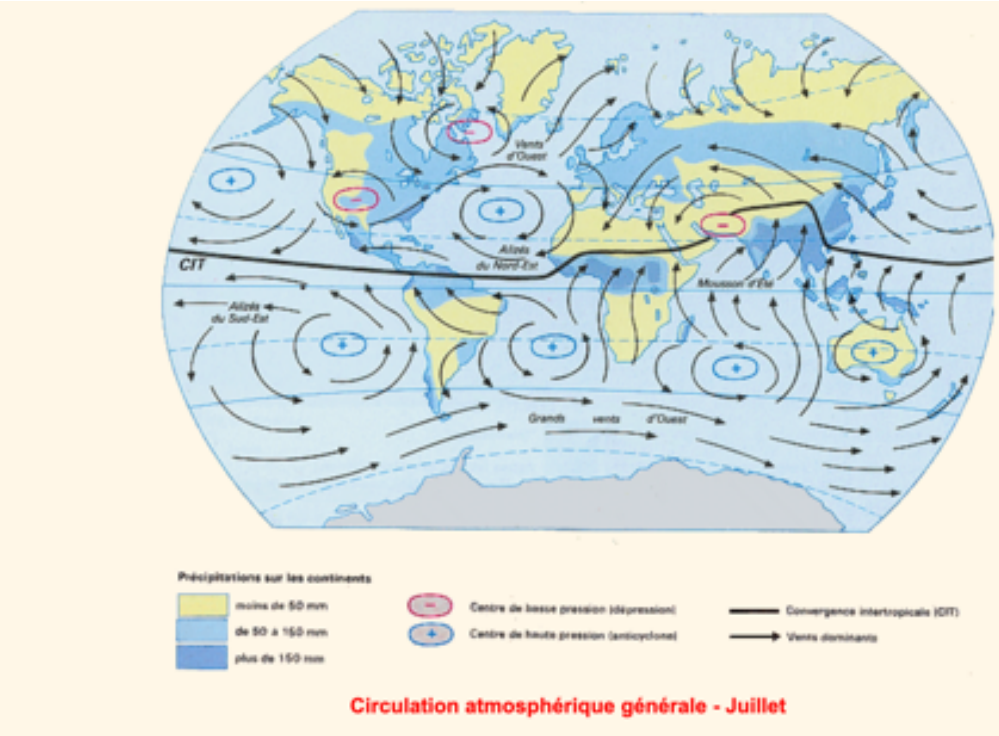 Vents
d'Ouest
Alizés
du Nord-Est
CIT
Mousson d'Eté
Alizés
du Sud-Est
Grands vents d'Ouest
Précipitations sur les continents
moins de 50 mm
de 50 à 150 mm
plus de 150 mm
Centre de basse pression (dépression)
Centre de haute pression (anticyclone)
Convergence intertropicale (CIT)
Vents dominants
Circulation atmosphérique générale - Juillet